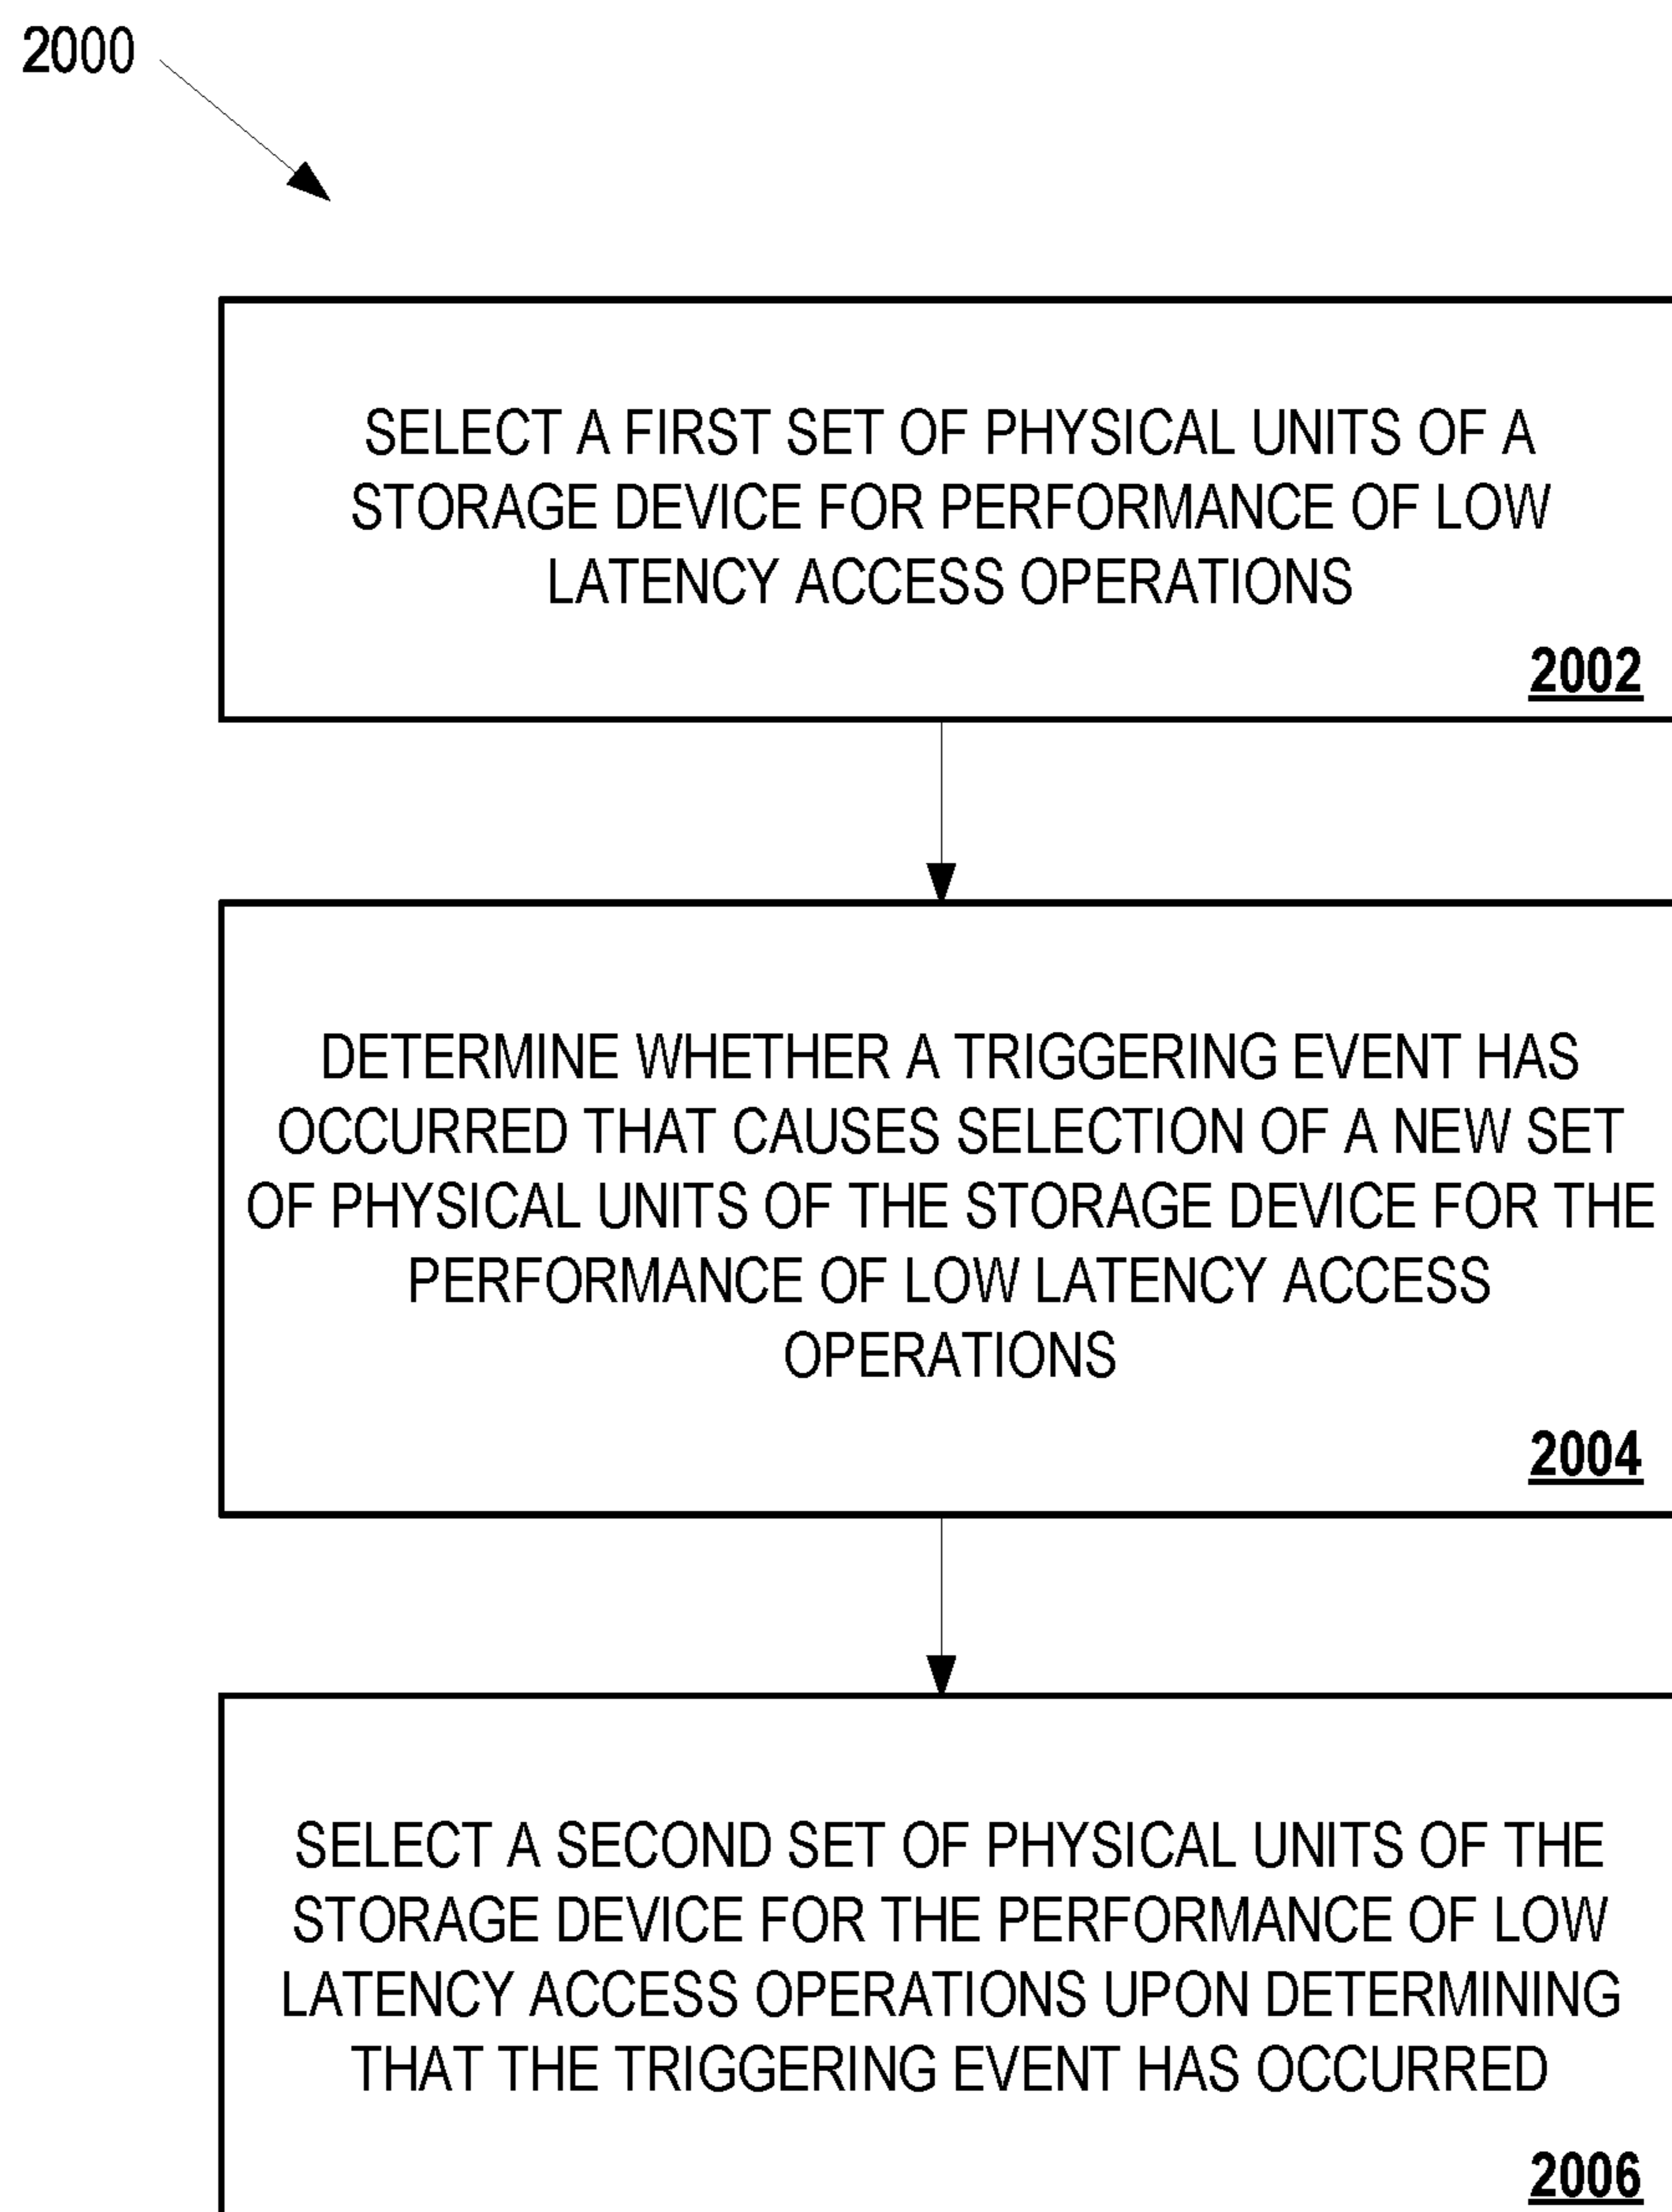 2000
SELECT A FIRST SET OF PHYSICAL UNITS OF A
STORAGE DEVICE FOR PERFORMANCE OF LOW
LATENCY ACCESS OPERATIONS
2002
DETERMINE WHETHER A TRIGGERING EVENT HAS
OCCURRED THAT CAUSES SELECTION OF A NEW SET
OF PHYSICAL UNITS OF THE STORAGE DEVICE FOR THE
PERFORMANCE OF LOW LATENCY ACCESS
OPERATIONS
2004
SELECT A SECOND SET OF PHYSICAL UNITS OF THE
STORAGE DEVICE FOR THE PERFORMANCE OF LOW
LATENCY ACCESS OPERATIONS UPON DETERMINING
THAT THE TRIGGERING EVENT HAS OCCURRED
2006